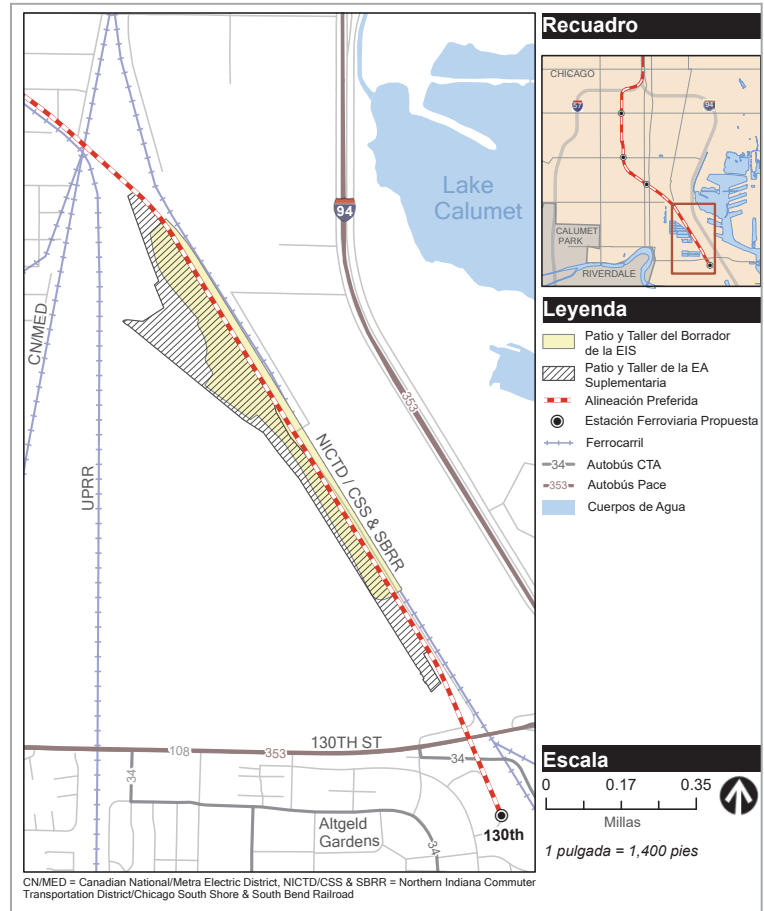 Lake
Calumet
94
CN/MED
UPRR
NICTD / CSS & SBRR
353
130TH ST
108
353
34
34
34
Altgeld
Gardens
130th
CN/MED = Canadian National/Metra Electric District, NICTD/CSS & SBRR = Northern Indiana Commuter
Transportation District/Chicago South Shore & South Bend Railroad
Recuadro
CHICAGO
57
94
CALUMET
PARK
RIVERDALE
Leyenda
Patio y Taller del Borrador
de la EIS
Patio y Taller de la EA
Suplementaria
Alineación Preferida
Estación Ferroviaria Propuesta
Ferrocarril
34 Autobús CTA
353 Autobús Pace
Cuerpos de Agua
Escala
0 0.17 0.35
Millas
1 pulgada = 1,400 pies